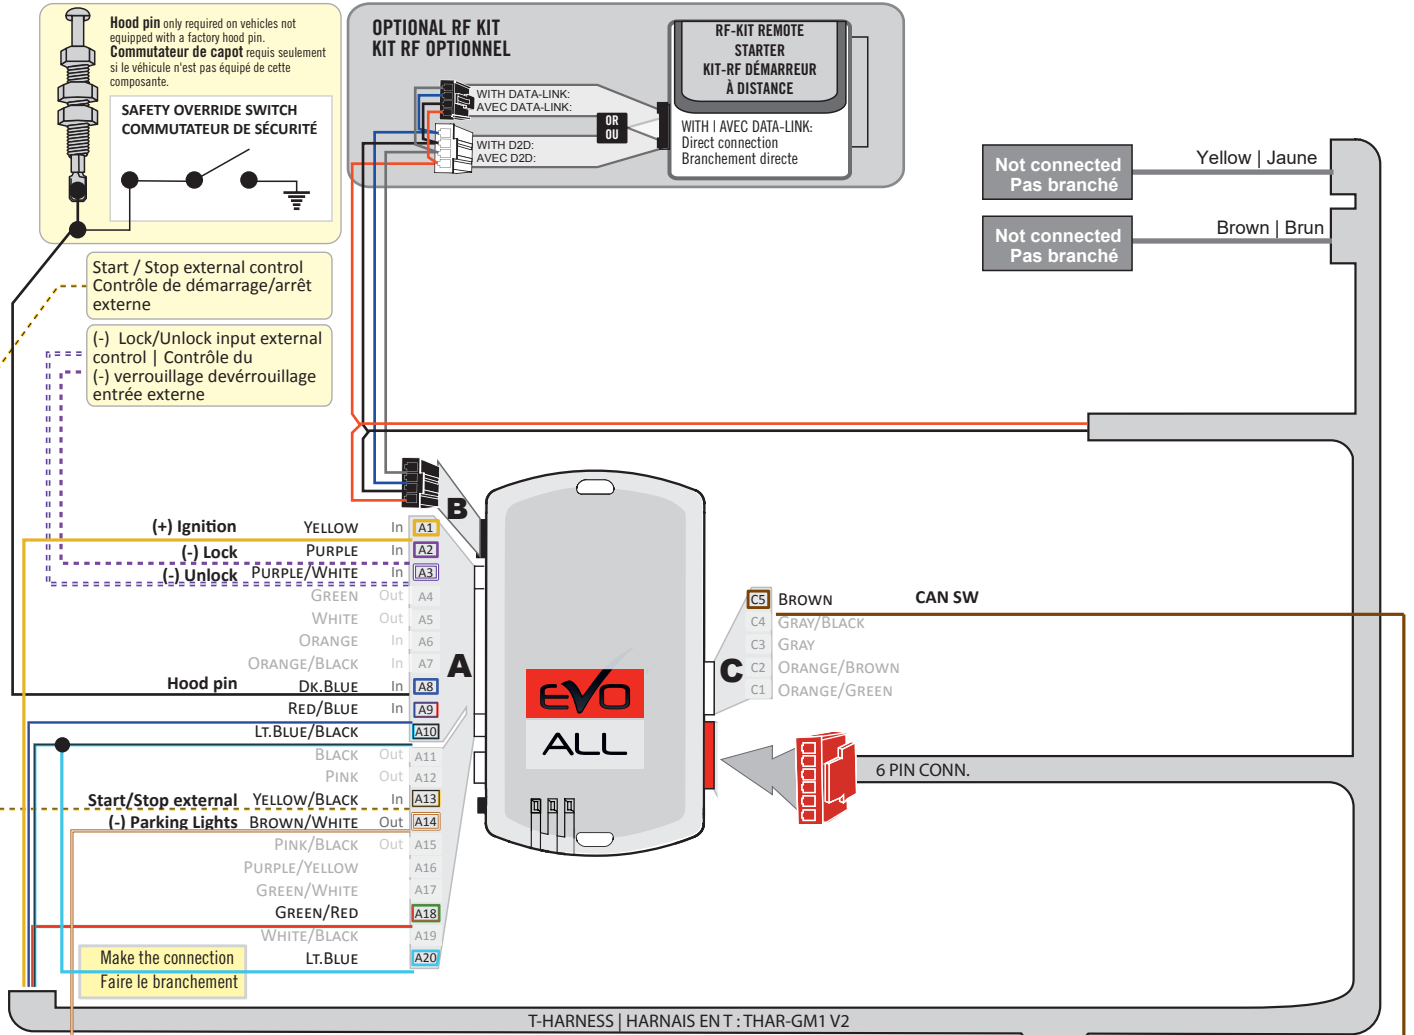 Hood pin only required on vehicles not
equipped with a factory hood pin.
Commutateur de capot requis seulement
si le véhicule n'est pas équipé de cette
composante.
SAFETY OVERRIDE SWITCH
COMMUTATEUR DE SÉCURITÉ
OPTIONAL RF KIT
KIT RF OPTIONNEL
WITH DATA-LINK:
AVEC DATA-LINK:
OR
OU
WITH D2D:
AVEC D2D:
RF-KIT REMOTE
STARTER
KIT-RF DÉMARREUR
À DISTANCE
WITH | AVEC DATA-LINK:
Direct connection
Branchement directe
Not connected
Pas branché
Yellow | Jaune
Not connected
Pas branché
Brown | Brun
Start / Stop external control
Contrôle de démarrage/arrêt
externe
(-) Lock/Unlock input external
control | Contrôle du
(-) verrouillage devérrouillage
entrée externe
B
(+) Ignition YELLOW In A1
(-) Lock PURPLE In A2
(-) Unlock PURPLE/WHITE In A3
GREEN Out A4
WHITE Out A5
ORANGE In A6
ORANGE/BLACK In A7
Hood pin DK.BLUE In A8
RED/BLUE In A9
LT.BLUE/BLACK A10
BLACK Out A11
PINK Out A12
Start/Stop external YELLOW/BLACK In A13
(-) Parking Lights BROWN/WHITE Out A14
PINK/BLACK Out A15
PURPLE/YELLOW A16
GREEN/WHITE A17
GREEN/RED A18
WHITE/BLACK A19
LT.BLUE A20
A
EVO
ALL
C
C5 BROWN CAN SW
C4 GRAY/BLACK
C3 GRAY
C2 ORANGE/BROWN
C1 ORANGE/GREEN
6 PIN CONN.
Make the connection
Faire le branchement
T-HARNESS | HARNAIS EN T : THAR-GM1 V2